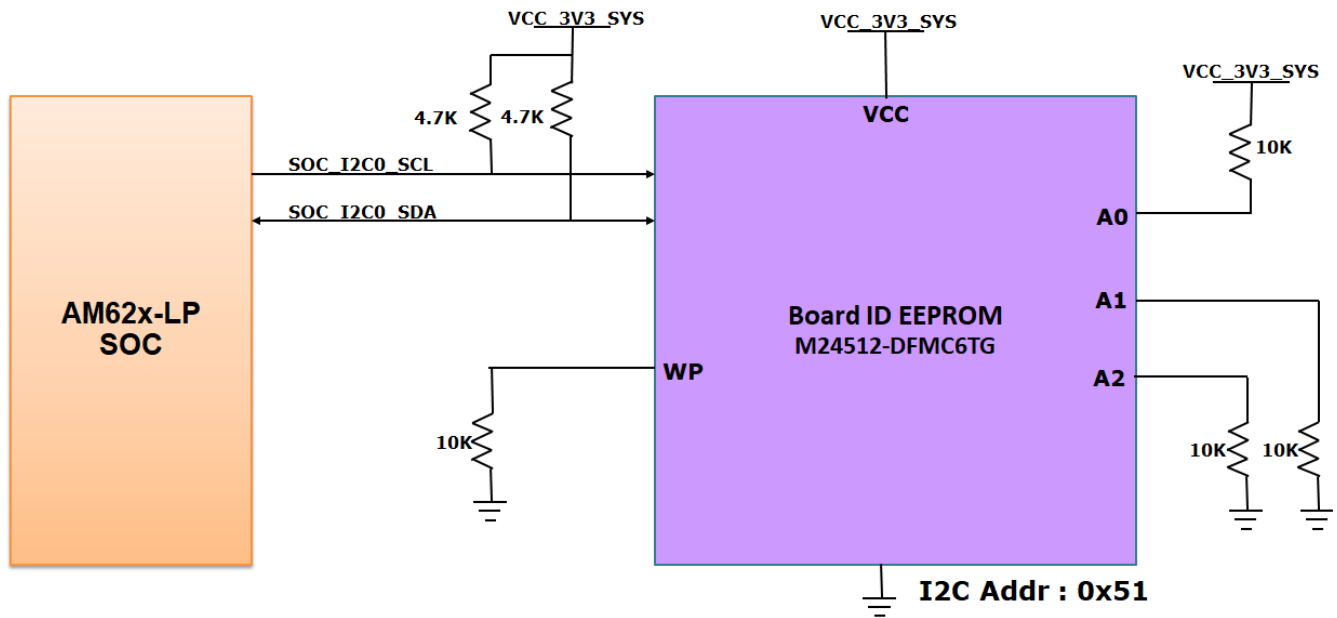 VCC_3V3_SYS
VCC_3V3_SYS
VCC_3V3_SYS
4.7K
4.7K
VCC
10K
SOC_I2C0_SCL
SOC_I2C0_SDA
A0
AM62x-LP
SOC
Board ID EEPROM
M24512-DFMC6TG
A1
WP
A2
10K
10K
10K
I2C Addr : 0x51